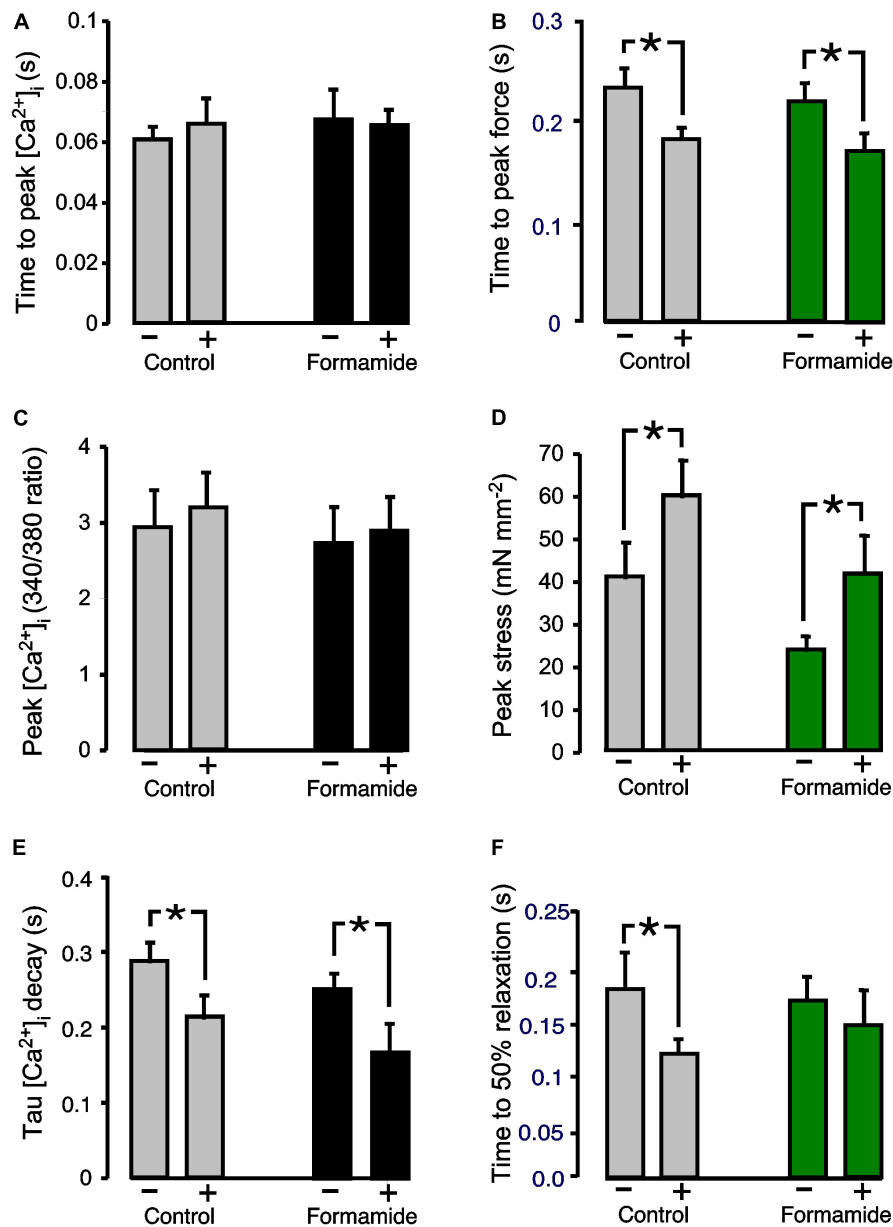 A
Time to peak [Ca2+]i (s)
0.1
0.08
0.06
0.04
0.02
0
− + − +
Control Formamide
B
Time to peak force (s)
0.3
0.2
0.1
0
* *
− + − +
Control Formamide
C
Peak [Ca2+]i (340/380 ratio)
4
3
2
1
0
− + − +
Control Formamide
D
Peak stress (mN mm-2)
70
60
50
40
30
20
10
0
* *
− + − +
Control Formamide
E
Tau [Ca2+]i decay (s)
0.4
0.3
0.2
0.1
0
* *
− + − +
Control Formamide
F
Time to 50% relaxation (s)
0.25
0.2
0.15
0.1
0.05
0.0
*
− + − +
Control Formamide